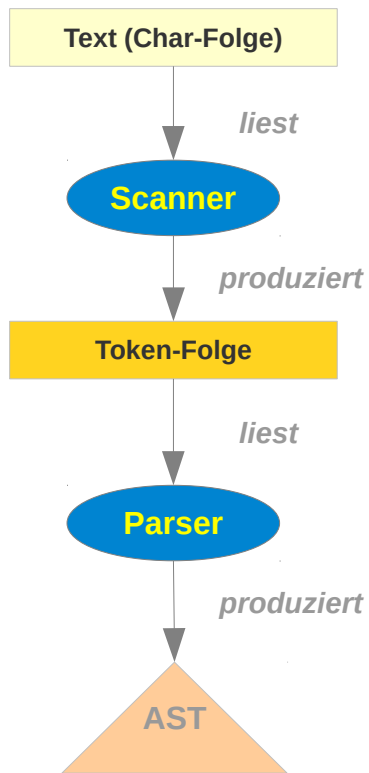 Text (Char-Folge)
liest
Scanner
produziert
Token-Folge
liest
Parser
produziert
AST